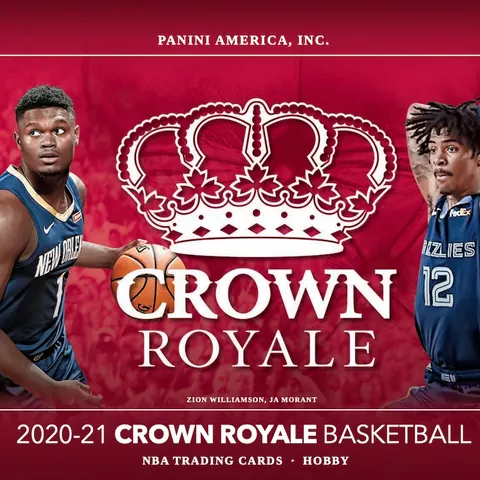 PANINI AMERICA, INC.
NEW ORLEANS
1
FedEx
12
CROWN
ROYALE
ZION WILLIAMSON, JA MORANT
2020-21 CROWN ROYALE BASKETBALL
NBA TRADING CARDS · HOBBY